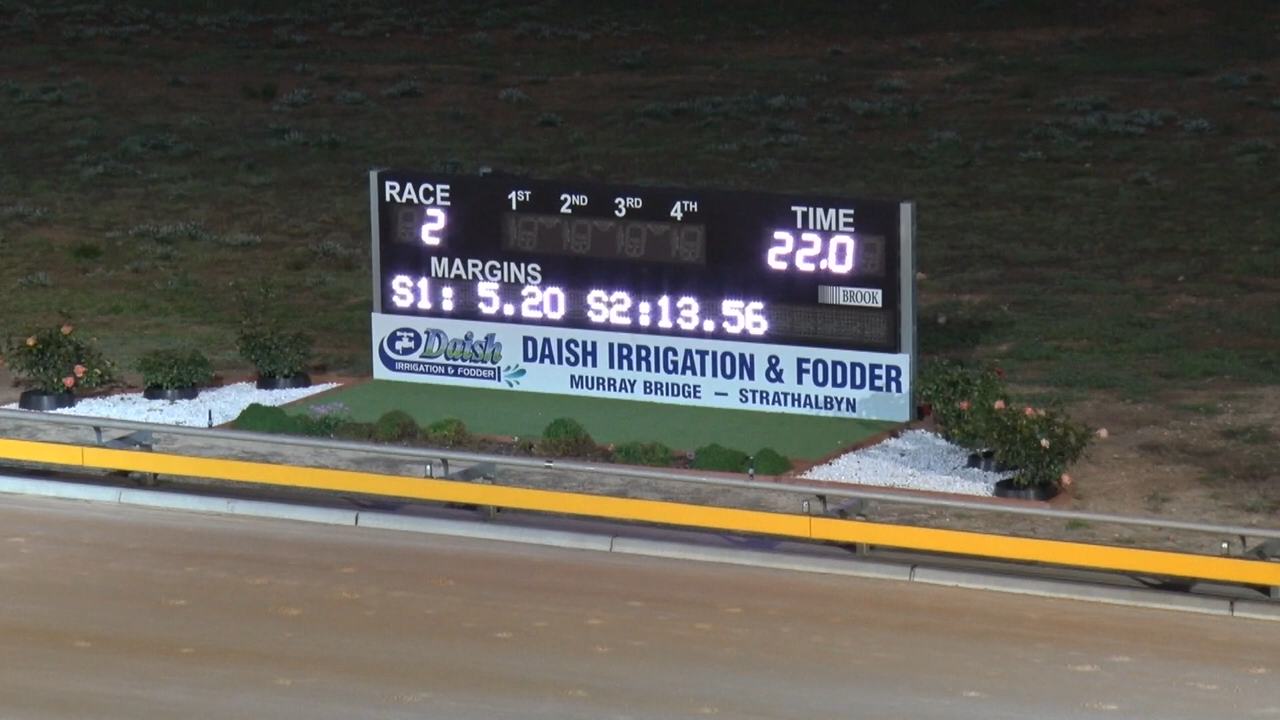 RACE 1ST 2ND 3RD 4TH TIME
2 22.0
MARGINS
BROOK
S1: 5.20 S2:13.56
Daish
IRRIGATION & FODDER
DAISH IRRIGATION & FODDER
MURRAY BRIDGE — STRATHALBYN